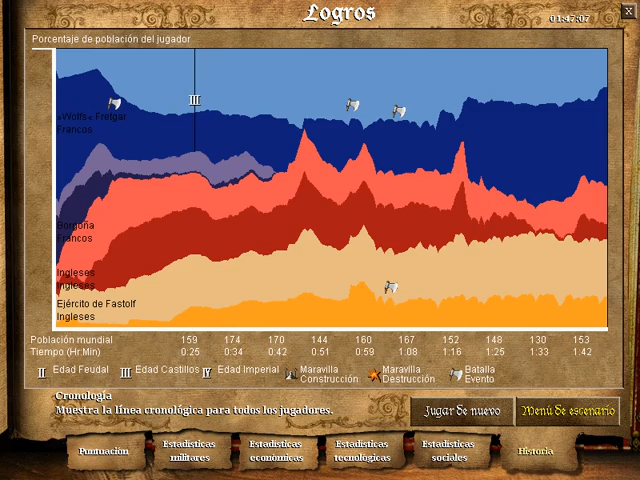 Logros
01:47:07
X
Porcentaje de población del jugador
III
»Wolfs« Fretgar
Francos
Borgoña
Francos
Ingleses
Ingleses
Ejército de Fastolf
Ingleses
Población mundial 159 174 170 144 160 167 152 148 130 153
Tiempo (Hr:Min) 0:25 0:34 0:42 0:51 0:59 1:08 1:16 1:25 1:33 1:42
II Edad Feudal III Edad Castillos IV Edad Imperial Maravilla Construcción Maravilla Destrucción Batalla Evento
Cronología
Muestra la línea cronológica para todos los jugadores.
Jugar de nuevo
Menú de escenario
Puntuación
Estadísticas militares
Estadísticas económicas
Estadísticas tecnológicas
Estadísticas sociales
Historia